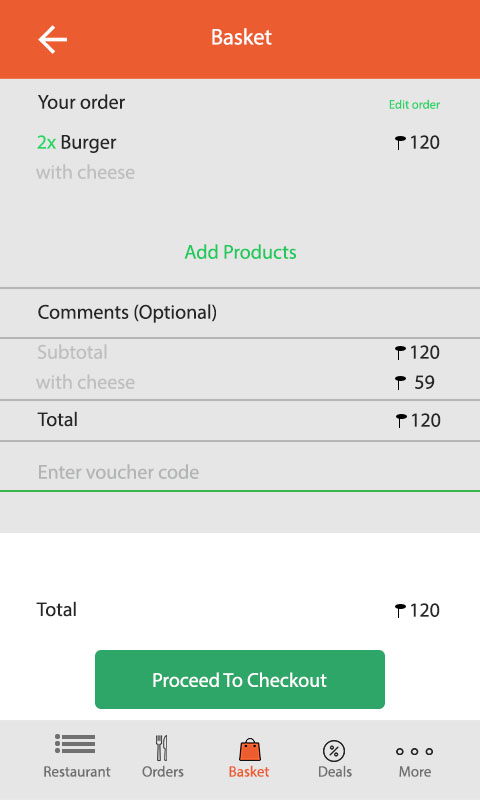 Basket
Your order Edit order
2x Burger 120
with cheese
Add Products
Comments (Optional)
Subtotal 120
with cheese 59
Total 120
Enter voucher code
Total 120
Proceed To Checkout
Restaurant Orders Basket Deals More